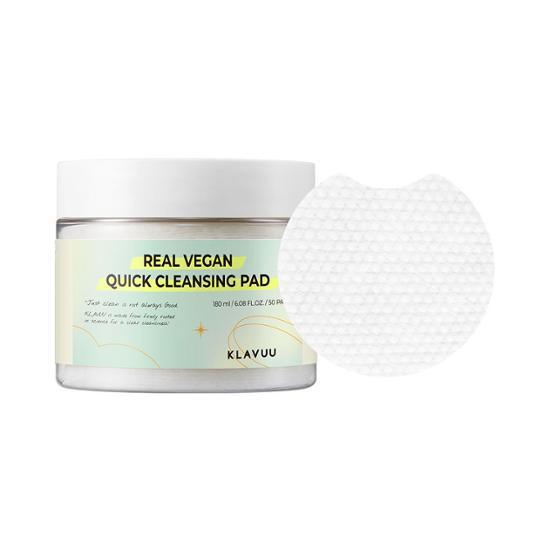 REAL VEGAN
QUICK CLEANSING PAD
180 ml / 6.08 FL.OZ. / 50 PA
"Just clean is not always Good.
KLAVUU is made from firmly rooted
in science for a clear cleanliness!
KLAVUU